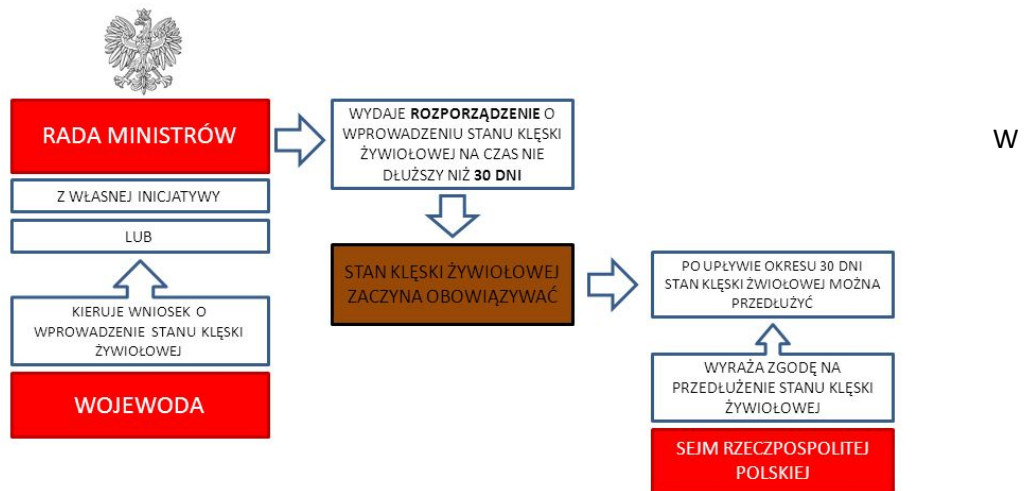 RADA MINISTRÓW
Z WŁASNEJ INICJATYWY
LUB
KIERUJE WNIOSEK O
WPROWADZENIE STANU KLĘSKI
ŻYWIOŁOWEJ
WOJEWODA
WYDAJE ROZPORZĄDZENIE O
WPROWADZENIU STANU KLĘSKI
ŻYWIOŁOWEJ NA CZAS NIE
DŁUŻSZY NIŻ 30 DNI
STAN KLĘSKI ŻYWIOŁOWEJ
ZACZYNA OBOWIĄZYWAĆ
PO UPŁYWIE OKRESU 30 DNI
STAN KLĘSKI ŻWIOŁOWEJ MOŻNA
PRZEDŁUŻYĆ
WYRAŻA ZGODĘ NA
PRZEDŁUŻENIE STANU KLĘSKI
ŻYWIOŁOWEJ
SEJM RZECZPOSPOLITEJ
POLSKIEJ
W